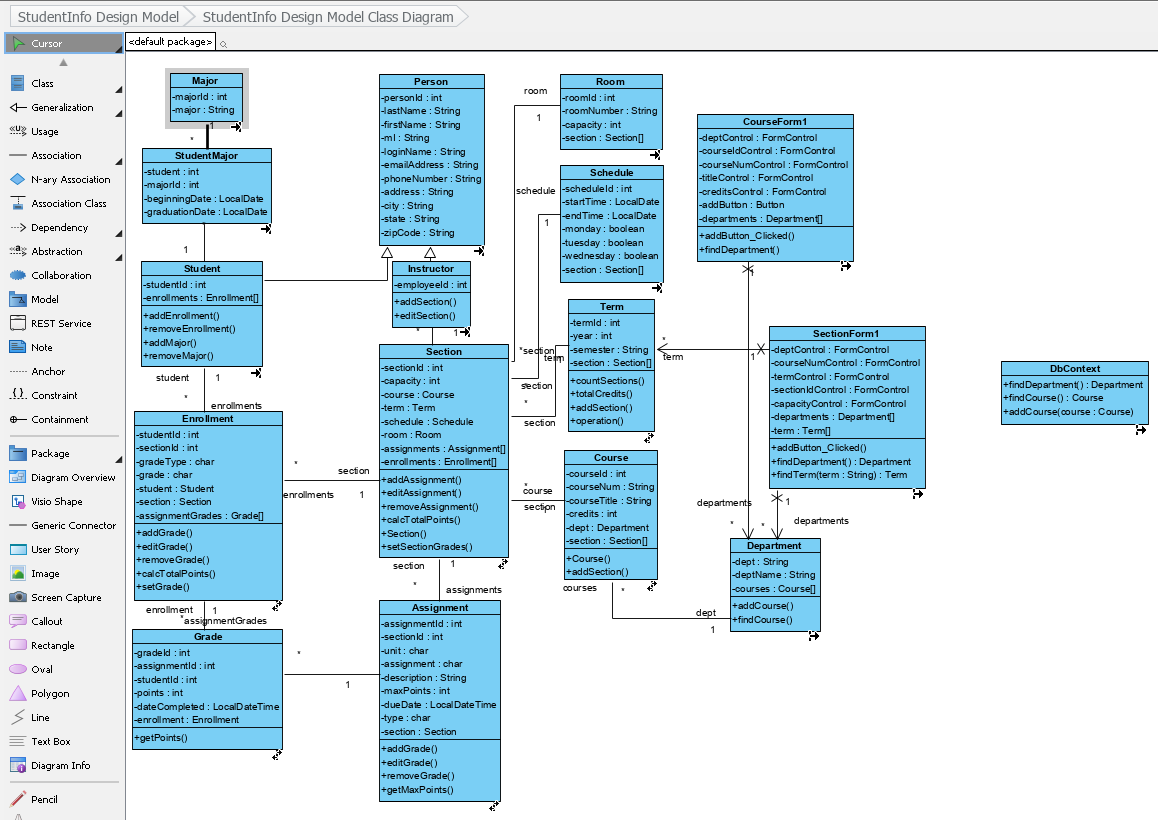 StudentInfo Design Model
StudentInfo Design Model Class Diagram
Cursor
Class
Generalization
Usage
Association
N-ary Association
Association Class
Dependency
Abstraction
Collaboration
Model
REST Service
Note
Anchor
Constraint
Containment
Package
Diagram Overview
Visio Shape
Generic Connector
User Story
Image
Screen Capture
Callout
Rectangle
Oval
Polygon
Line
Text Box
Diagram Info
Pencil
<default package>
Major
-majorId : int
-major : String
1
*
StudentMajor
-student : int
-majorId : int
-beginningDate : LocalDate
-graduationDate : LocalDate
*
1
Student
-studentId : int
-enrollments : Enrollment[]
+addEnrollment()
+removeEnrollment()
+addMajor()
+removeMajor()
student
1
*
enrollments
Enrollment
-studentId : int
-sectionId : int
-gradeType : char
-grade : char
-student : Student
-section : Section
-assignmentGrades : Grade[]
+addGrade()
+editGrade()
+removeGrade()
+calcTotalPoints()
+setGrade()
*
section
enrollments
1
enrollment
1
*assignmentGrades
Grade
-gradeId : int
-assignmentId : int
-studentId : int
-points : int
-dateCompleted : LocalDateTime
-enrollment : Enrollment
+getPoints()
*
1
Person
-personId : int
-lastName : String
-firstName : String
-mI : String
-loginName : String
-emailAddress : String
-phoneNumber : String
-address : String
-city : String
-state : String
-zipCode : String
Instructor
-employeeId : int
+addSection()
+editSection()
*
1
Section
-sectionId : int
-capacity : int
-course : Course
-term : Term
-schedule : Schedule
-room : Room
-assignments : Assignment[]
-enrollments : Enrollment[]
+addAssignment()
+editAssignment()
+removeAssignment()
+calcTotalPoints()
+Section()
+setSectionGrades()
section
1
*
assignments
Assignment
-assignmentId : int
-sectionId : int
-unit : char
-assignment : char
-description : String
-maxPoints : int
-dueDate : LocalDateTime
-type : char
-section : Section
+addGrade()
+editGrade()
+removeGrade()
+getMaxPoints()
room
1
Room
-roomId : int
-roomNumber : String
-capacity : int
-section : Section[]
schedule
1
Schedule
-scheduleId : int
-startTime : LocalDate
-endTime : LocalDate
-monday : boolean
-tuesday : boolean
-wednesday : boolean
-section : Section[]
*section
term
*
section
*
section
Term
-termId : int
-year : int
-semester : String
-section : Section[]
+countSections()
+totalCredits()
+addSection()
+operation()
*
term
1
*
course
section
Course
-courseId : int
-courseNum : String
-courseTitle : String
-credits : int
-dept : Department
-section : Section[]
+Course()
+addSection()
courses
*
dept
1
CourseForm1
-deptControl : FormControl
-courseIdControl : FormControl
-courseNumControl : FormControl
-titleControl : FormControl
-creditsControl : FormControl
-addButton : Button
-departments : Department[]
+addButton_Clicked()
+findDepartment()
1
SectionForm1
-deptControl : FormControl
-courseNumControl : FormControl
-termControl : FormControl
-sectionIdControl : FormControl
-capacityControl : FormControl
-departments : Department[]
-term : Term[]
+addButton_Clicked()
+findDepartment() : Department
+findTerm(term : String) : Term
1
departments
*
*
departments
Department
-dept : String
-deptName : String
-courses : Course[]
+addCourse()
+findCourse()
DbContext
+findDepartment() : Department
+findCourse() : Course
+addCourse(course : Course)